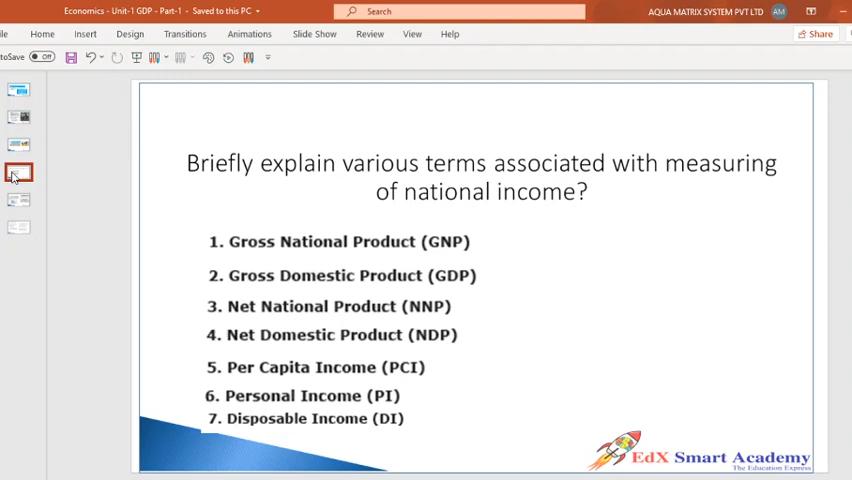 Economics - Unit-1 GDP - Part-1 - Saved to this PC
Search
AQUA MATRIX SYSTEM PVT LTD AM
Home Insert Design Transitions Animations Slide Show Review View Help Share
Off
Briefly explain various terms associated with measuring
of national income?
1. Gross National Product (GNP)
2. Gross Domestic Product (GDP)
3. Net National Product (NNP)
4. Net Domestic Product (NDP)
5. Per Capita Income (PCI)
6. Personal Income (PI)
7. Disposable Income (DI)
EdX Smart Academy
The Education Express